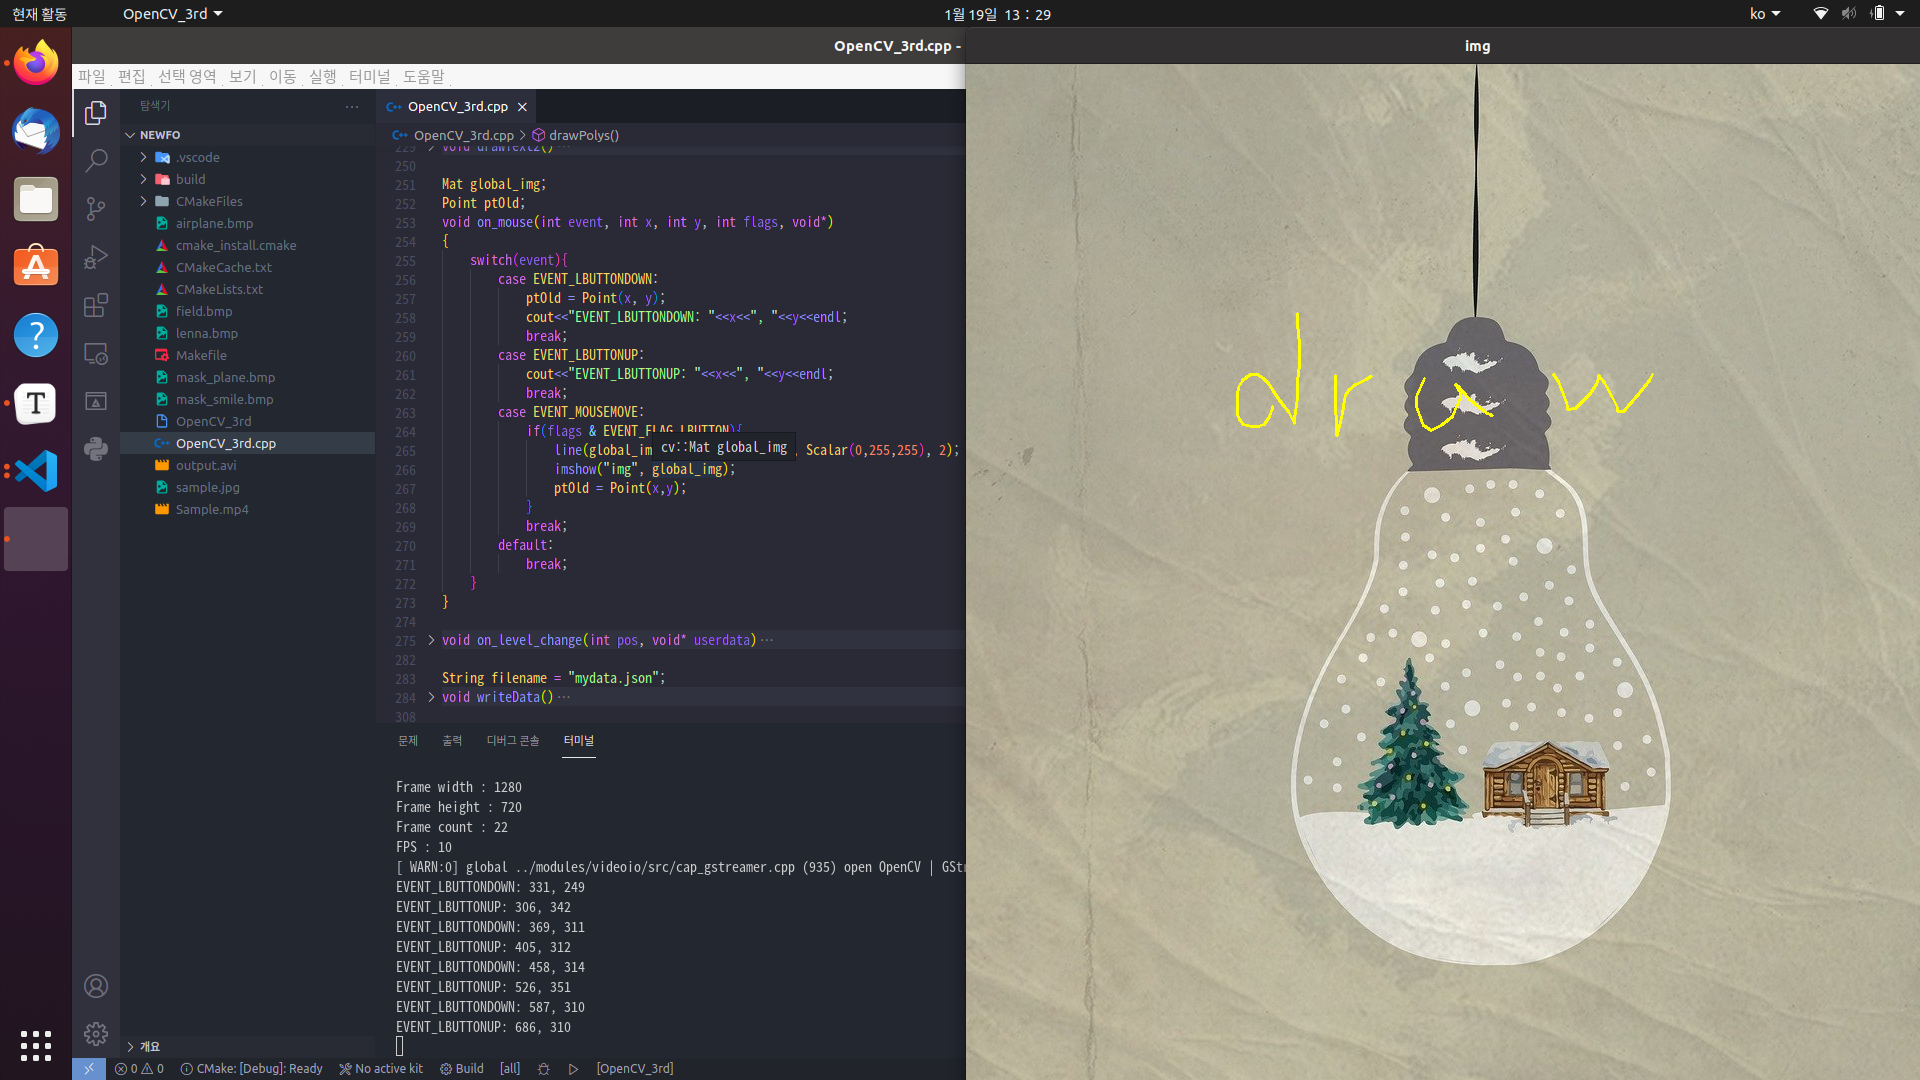 현재 활동
OpenCV_3rd
1월 19일 13 : 29
ko
OpenCV_3rd.cpp -
img
파일 편집 선택 영역 보기 이동 실행 터미널 도움말
탐색기
NEWFO
.vscode
build
CMakeFiles
airplane.bmp
cmake_install.cmake
CMakeCache.txt
CMakeLists.txt
field.bmp
lenna.bmp
Makefile
mask_plane.bmp
mask_smile.bmp
OpenCV_3rd
OpenCV_3rd.cpp
output.avi
sample.jpg
Sample.mp4
개요
OpenCV_3rd.cpp
OpenCV_3rd.cpp > drawPolys()
229 void drawText2()
250
251 Mat global_img;
252 Point ptOld;
253 void on_mouse(int event, int x, int y, int flags, void*)
254 {
255 switch(event){
256 case EVENT_LBUTTONDOWN:
257 ptOld = Point(x, y);
258 cout<<"EVENT_LBUTTONDOWN: "<<x<<", "<<y<<endl;
259 break;
260 case EVENT_LBUTTONUP:
261 cout<<"EVENT_LBUTTONUP: "<<x<<", "<<y<<endl;
262 break;
263 case EVENT_MOUSEMOVE:
264 if(flags & EVENT_FLAG_LBUTTON){
265 line(global_im cv::Mat global_img , Scalar(0,255,255), 2);
266 imshow("img", global_img);
267 ptOld = Point(x,y);
268 }
269 break;
270 default:
271 break;
272 }
273 }
274
275 void on_level_change(int pos, void* userdata) ...
282
283 String filename = "mydata.json";
284 void writeData() ...
308
문제 출력 디버그 콘솔 터미널
Frame width : 1280
Frame height : 720
Frame count : 22
FPS : 10
[ WARN:0] global ../modules/videoio/src/cap_gstreamer.cpp (935) open OpenCV | GStr
EVENT_LBUTTONDOWN: 331, 249
EVENT_LBUTTONUP: 306, 342
EVENT_LBUTTONDOWN: 369, 311
EVENT_LBUTTONUP: 405, 312
EVENT_LBUTTONDOWN: 458, 314
EVENT_LBUTTONUP: 526, 351
EVENT_LBUTTONDOWN: 587, 310
EVENT_LBUTTONUP: 686, 310
0 0 CMake: [Debug]: Ready No active kit Build [all] [OpenCV_3rd]
draw